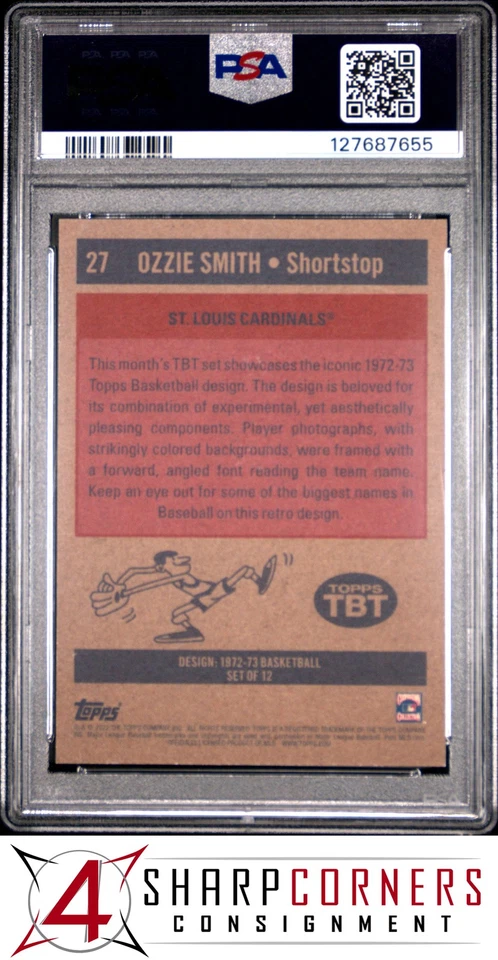 PSA
127687655
27 OZZIE SMITH • Shortstop
ST. LOUIS CARDINALS®
This month's TBT set showcases the iconic 1972-73
Topps Basketball design. The design is beloved for
its combination of experimental, yet aesthetically
pleasing components. Player photographs, with
strikingly colored backgrounds, were framed with
a forward, angled font reading the team name.
Keep an eye out for some of the biggest names in
Baseball on this retro design.
TOPPS
TBT
DESIGN: 1972-73 BASKETBALL
SET OF 12
Topps
4 SHARPCORNERS
CONSIGNMENT